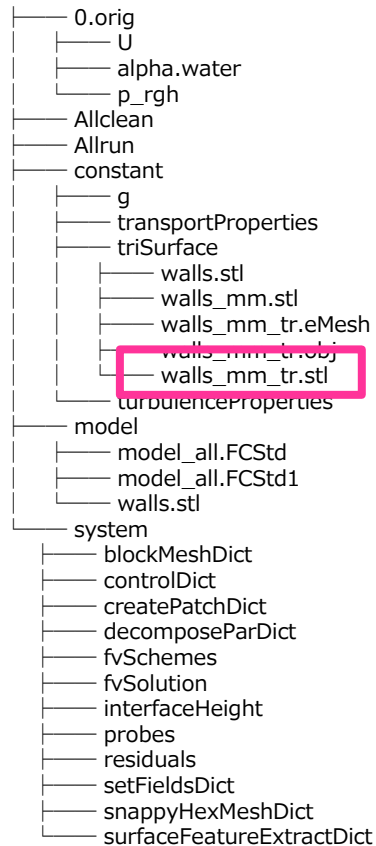 ├── 0.orig
│   ├── U
│   ├── alpha.water
│   └── p_rgh
├── Allclean
├── Allrun
├── constant
│   ├── g
│   ├── transportProperties
│   ├── triSurface
│   │   ├── walls.stl
│   │   ├── walls_mm.stl
│   │   ├── walls_mm_tr.eMesh
│   │   ├── walls_mm_tr.obj
│   │   └── walls_mm_tr.stl
│   └── turbulenceProperties
├── model
│   ├── model_all.FCStd
│   ├── model_all.FCStd1
│   └── walls.stl
└── system
    ├── blockMeshDict
    ├── controlDict
    ├── createPatchDict
    ├── decomposeParDict
    ├── fvSchemes
    ├── fvSolution
    ├── interfaceHeight
    ├── probes
    ├── residuals
    ├── setFieldsDict
    ├── snappyHexMeshDict
    └── surfaceFeatureExtractDict